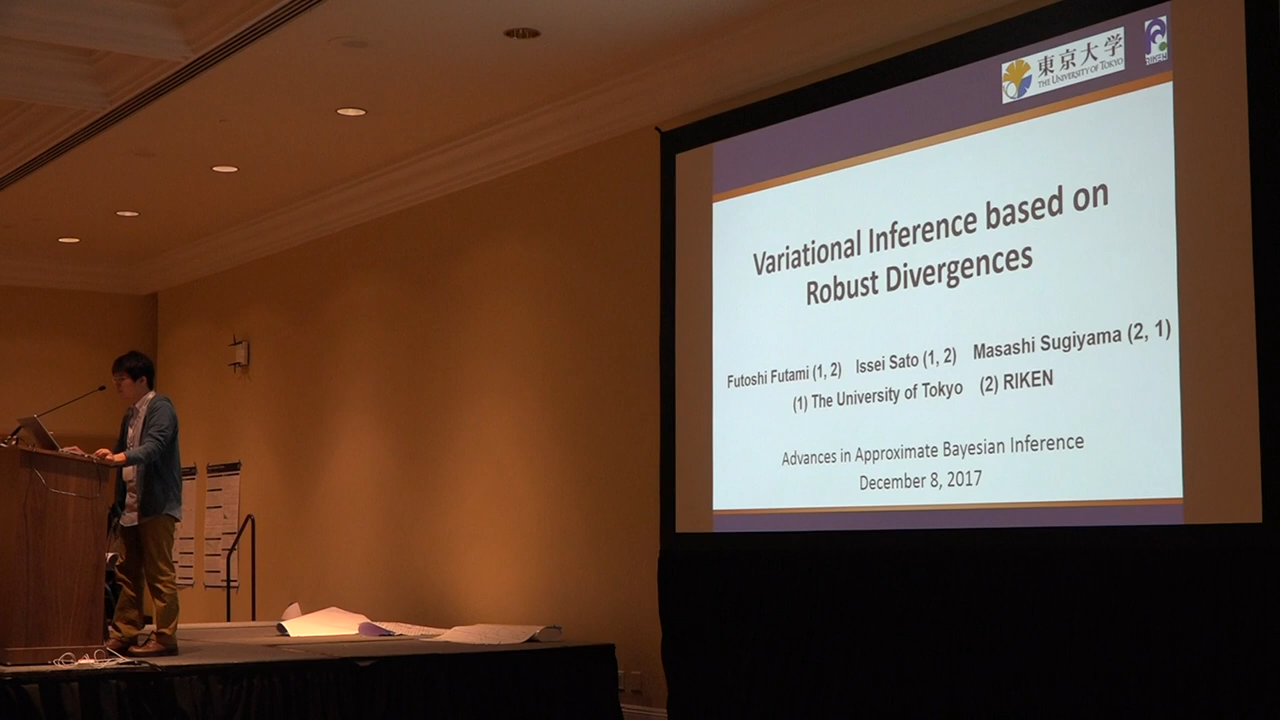 東京大学
THE UNIVERSITY OF TOKYO
RIKEN
Variational Inference based on
Robust Divergences
Futoshi Futami (1, 2) Issei Sato (1, 2) Masashi Sugiyama (2, 1)
(1) The University of Tokyo (2) RIKEN
Advances in Approximate Bayesian Inference
December 8, 2017